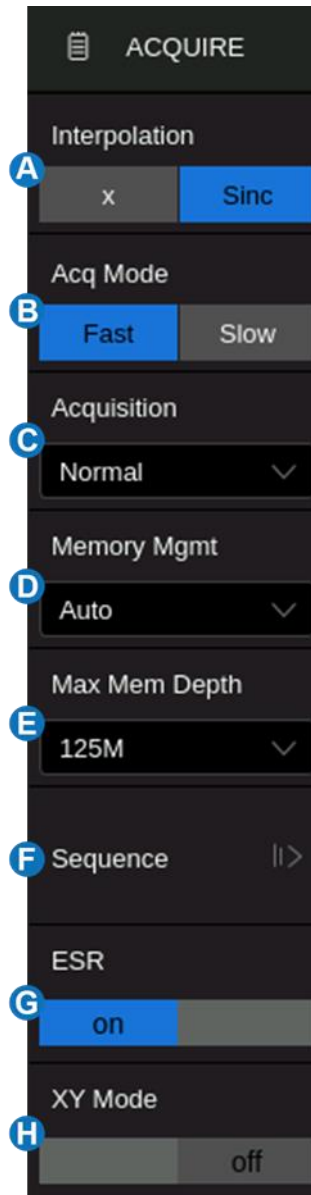 ACQUIRE
Interpolation
A
x Sinc
Acq Mode
B
Fast Slow
Acquisition
C
Normal
Memory Mgmt
D
Auto
Max Mem Depth
E
125M
F Sequence
ESR
G
on
XY Mode
H
off